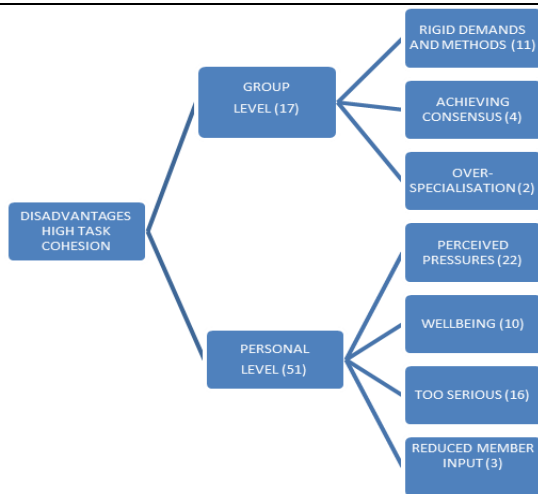 DISADVANTAGES
HIGH TASK
COHESION
GROUP
LEVEL (17)
RIGID DEMANDS
AND METHODS (11)
ACHIEVING
CONSENSUS (4)
OVER-
SPECIALISATION (2)
PERSONAL
LEVEL (51)
PERCEIVED
PRESSURES (22)
WELLBEING (10)
TOO SERIOUS (16)
REDUCED MEMBER
INPUT (3)